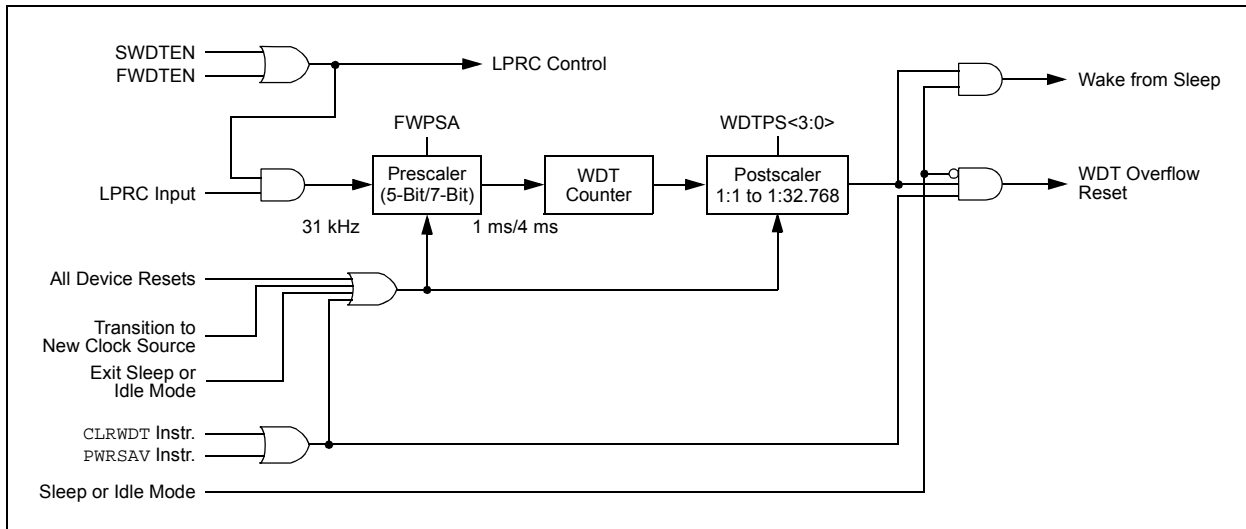 SWDTEN
FWDTEN
LPRC Control
Wake from Sleep
FWPSA
WDTPS<3:0>
LPRC Input
Prescaler
(5-Bit/7-Bit)
WDT
Counter
Postscaler
1:1 to 1:32.768
WDT Overflow
Reset
31 kHz
1 ms/4 ms
All Device Resets
Transition to
New Clock Source
Exit Sleep or
Idle Mode
CLRWDT Instr.
PWRSAV Instr.
Sleep or Idle Mode